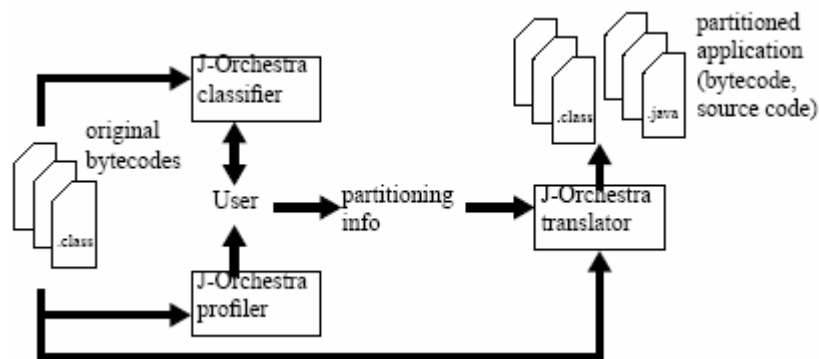 J-Orchestra
classifier
original
bytecodes
.class
User
partitioning
info
J-Orchestra
profiler
J-Orchestra
translator
.class
.java
partitioned
application
(bytecode,
source code)